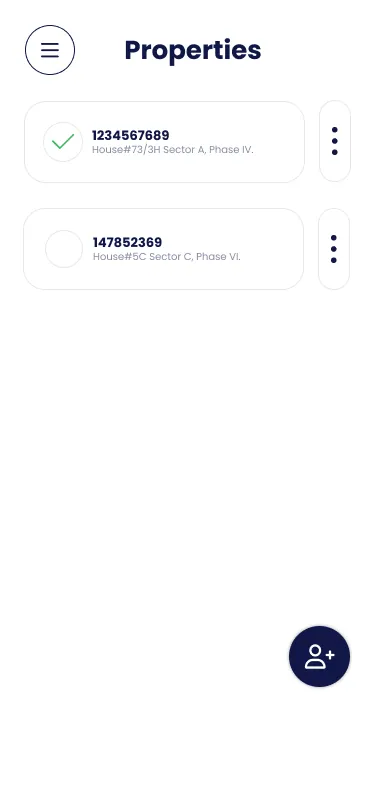 Properties
1234567689
House#73/3H Sector A, Phase IV.
147852369
House#5C Sector C, Phase VI.